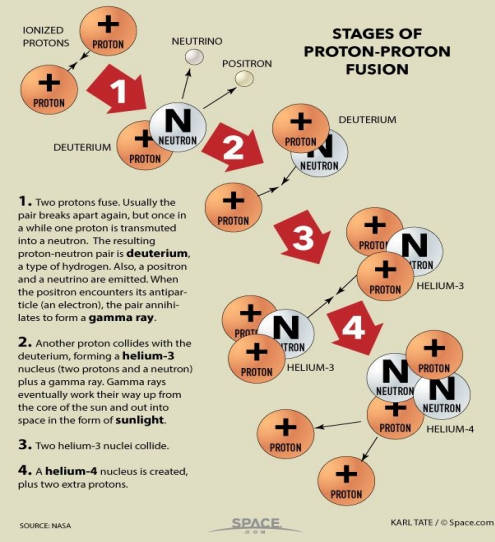 STAGES OF
PROTON-PROTON
FUSION
IONIZED
PROTONS
+
PROTON
+
PROTON
1
NEUTRINO
POSITRON
DEUTERIUM
+
PROTON
N
NEUTRON
2
DEUTERIUM
+
PROTON
N
NEUTRON
+
PROTON
3
+
PROTON
N
NEUTRON
+
PROTON
HELIUM-3
+
PROTON
N
NEUTRON
+
PROTON
HELIUM-3
4
+
PROTON
N
NEUTRON
N
NEUTRON
+
PROTON
HELIUM-4
+
PROTON
+
PROTON
1. Two protons fuse. Usually the
pair breaks apart again, but once in
a while one proton is transmuted
into a neutron. The resulting
proton-neutron pair is deuterium,
a type of hydrogen. Also, a positron
and a neutrino are emitted. When
the positron encounters its antipar-
ticle (an electron), the pair annihi-
lates to form a gamma ray.
2. Another proton collides with the
deuterium, forming a helium-3
nucleus (two protons and a neutron)
plus a gamma ray. Gamma rays
eventually work their way up from
the core of the sun and out into
space in the form of sunlight.
3. Two helium-3 nuclei collide.
4. A helium-4 nucleus is created,
plus two extra protons.
SOURCE: NASA
SPACE
.COM
KARL TATE / © Space.com